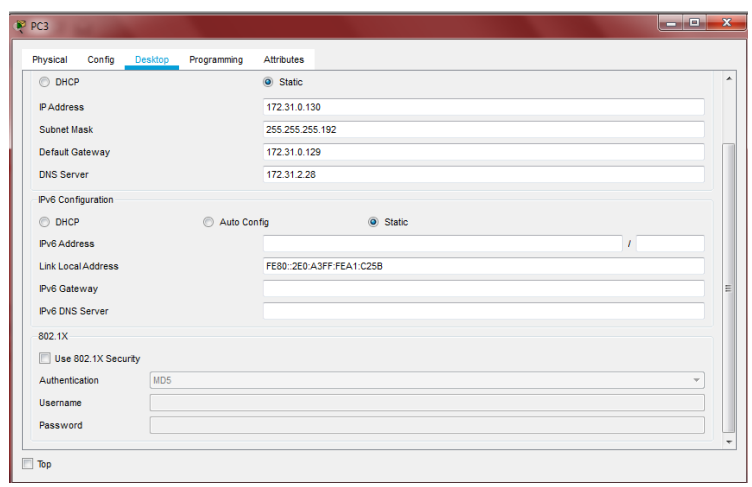 PC3
Physical Config Desktop Programming Attributes
DHCP Static
IP Address 172.31.0.130
Subnet Mask 255.255.255.192
Default Gateway 172.31.0.129
DNS Server 172.31.2.28
IPv6 Configuration
DHCP Auto Config Static
IPv6 Address /
Link Local Address FE80::2E0:A3FF:FEA1:C25B
IPv6 Gateway
IPv6 DNS Server
802.1X
Use 802.1X Security
Authentication MD5
Username
Password
Top